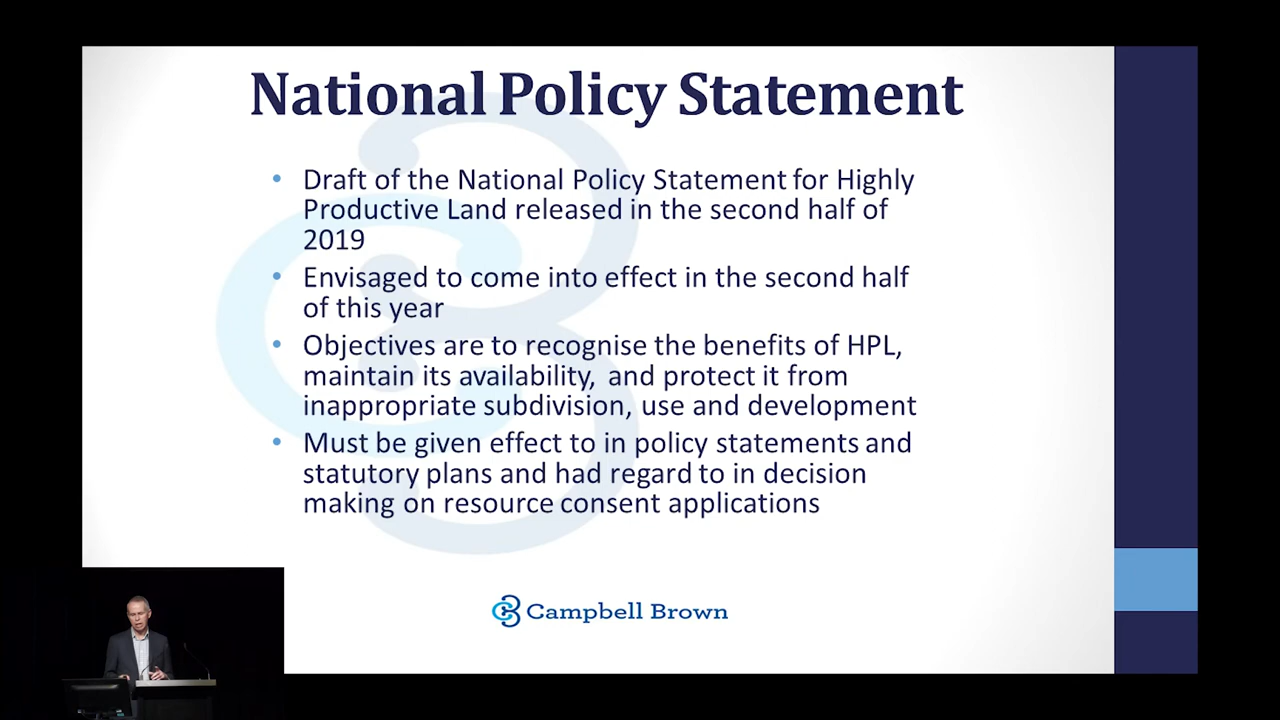 National Policy Statement
• Draft of the National Policy Statement for Highly
Productive Land released in the second half of
2019
• Envisaged to come into effect in the second half
of this year
• Objectives are to recognise the benefits of HPL,
maintain its availability, and protect it from
inappropriate subdivision, use and development
• Must be given effect to in policy statements and
statutory plans and had regard to in decision
making on resource consent applications
Campbell Brown